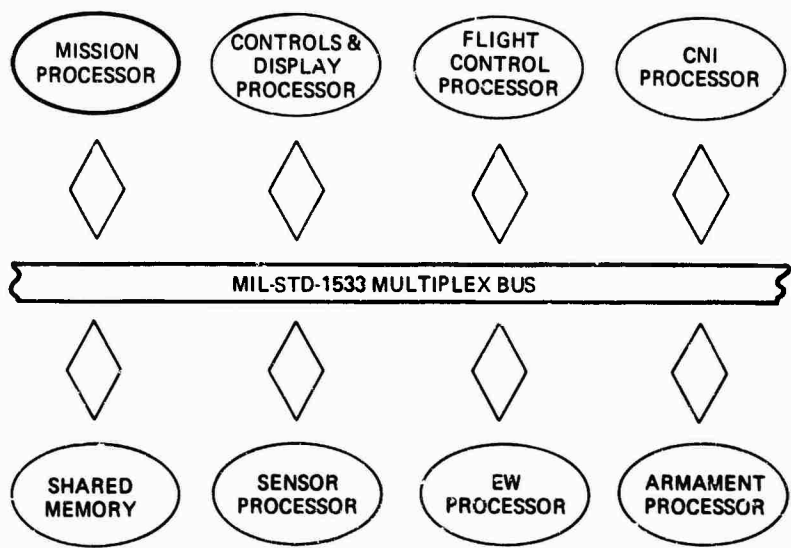 MISSION
PROCESSOR
CONTROLS &
DISPLAY
PROCESSOR
FLIGHT
CONTROL
PROCESSOR
CNI
PROCESSOR
MIL-STD-1533 MULTIPLEX BUS
SHARED
MEMORY
SENSOR
PROCESSOR
EW
PROCESSOR
ARMAMENT
PROCESSOR